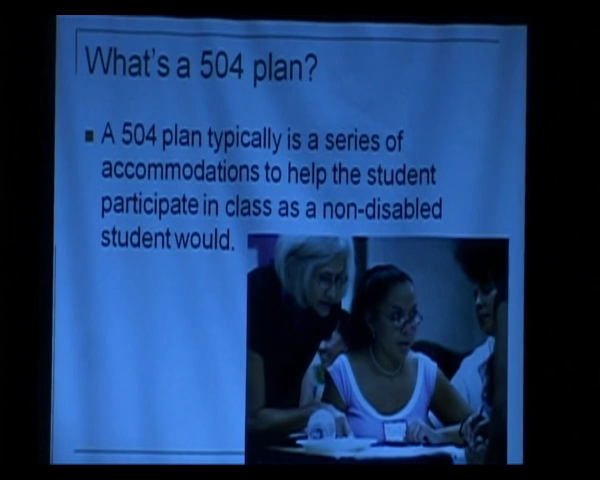 What's a 504 plan?
A 504 plan typically is a series of
accommodations to help the student
participate in class as a non-disabled
student would.